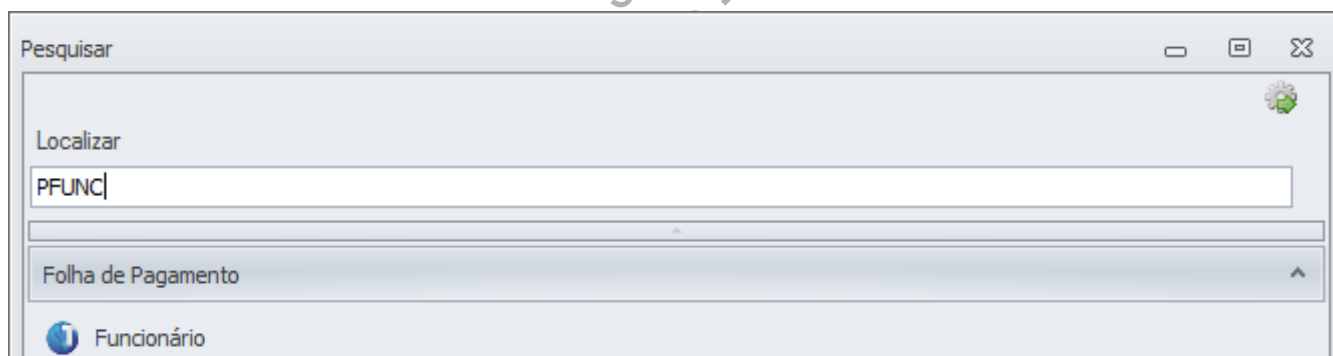 Pesquisar
Localizar
PFUNC
Folha de Pagamento
Funcionário